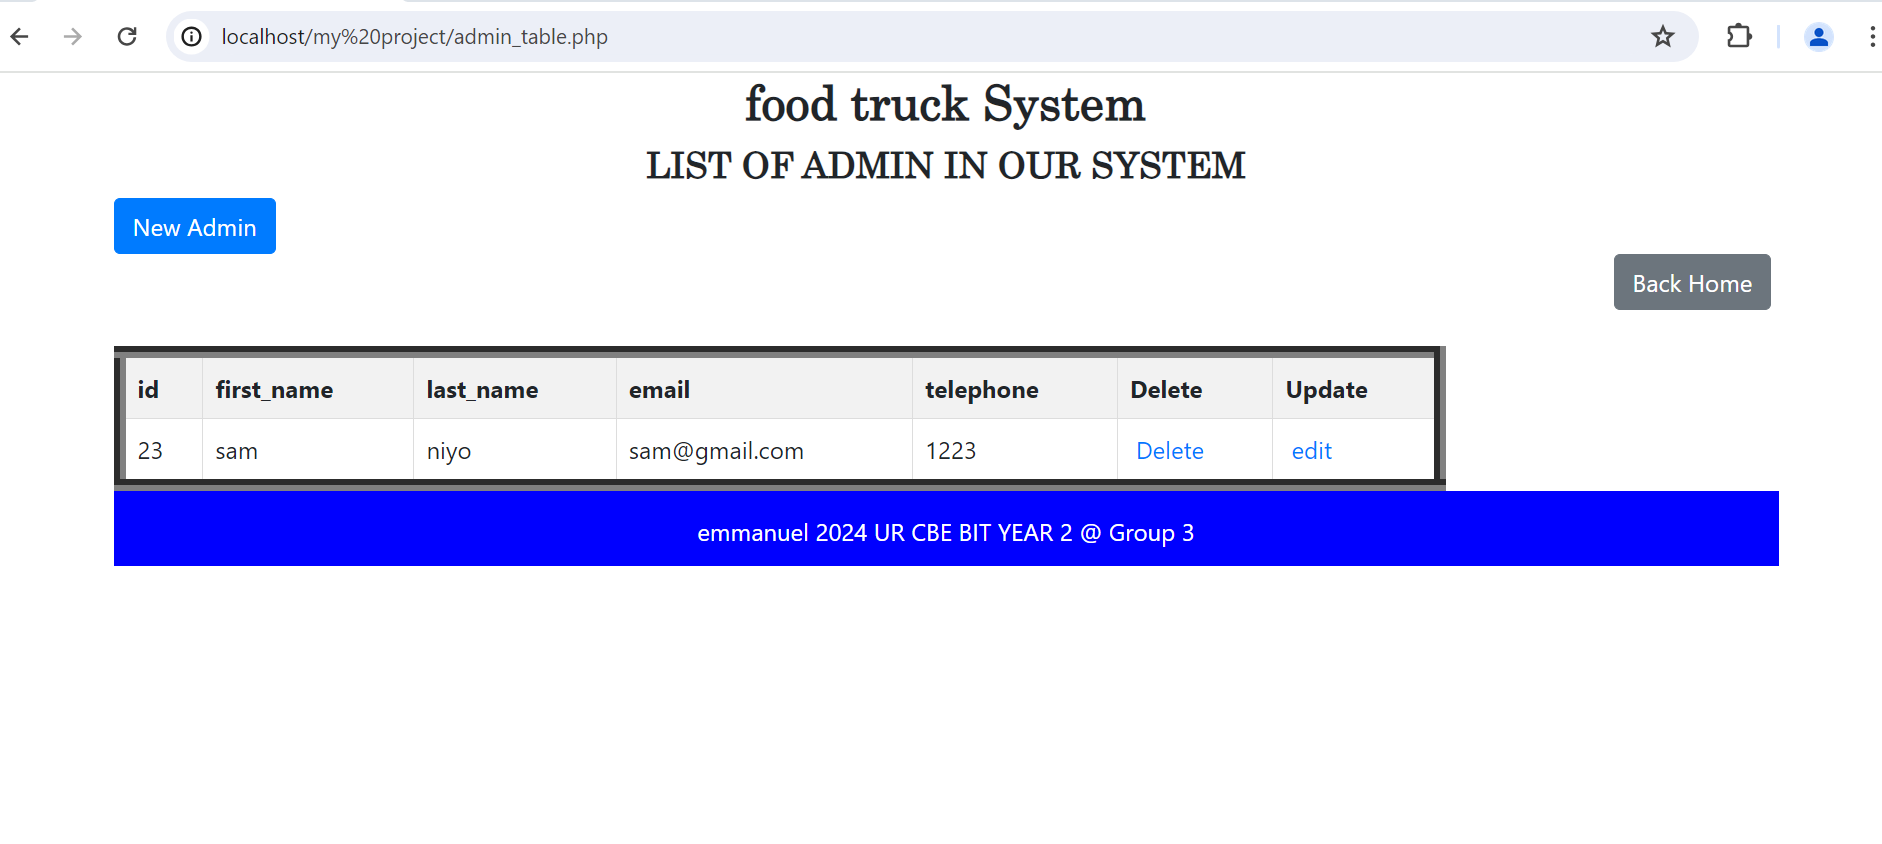 localhost/my%20project/admin_table.php
food truck System
LIST OF ADMIN IN OUR SYSTEM
New Admin
Back Home
id first_name last_name email telephone Delete Update
23 sam niyo sam@gmail.com 1223 Delete edit
emmanuel 2024 UR CBE BIT YEAR 2 @ Group 3